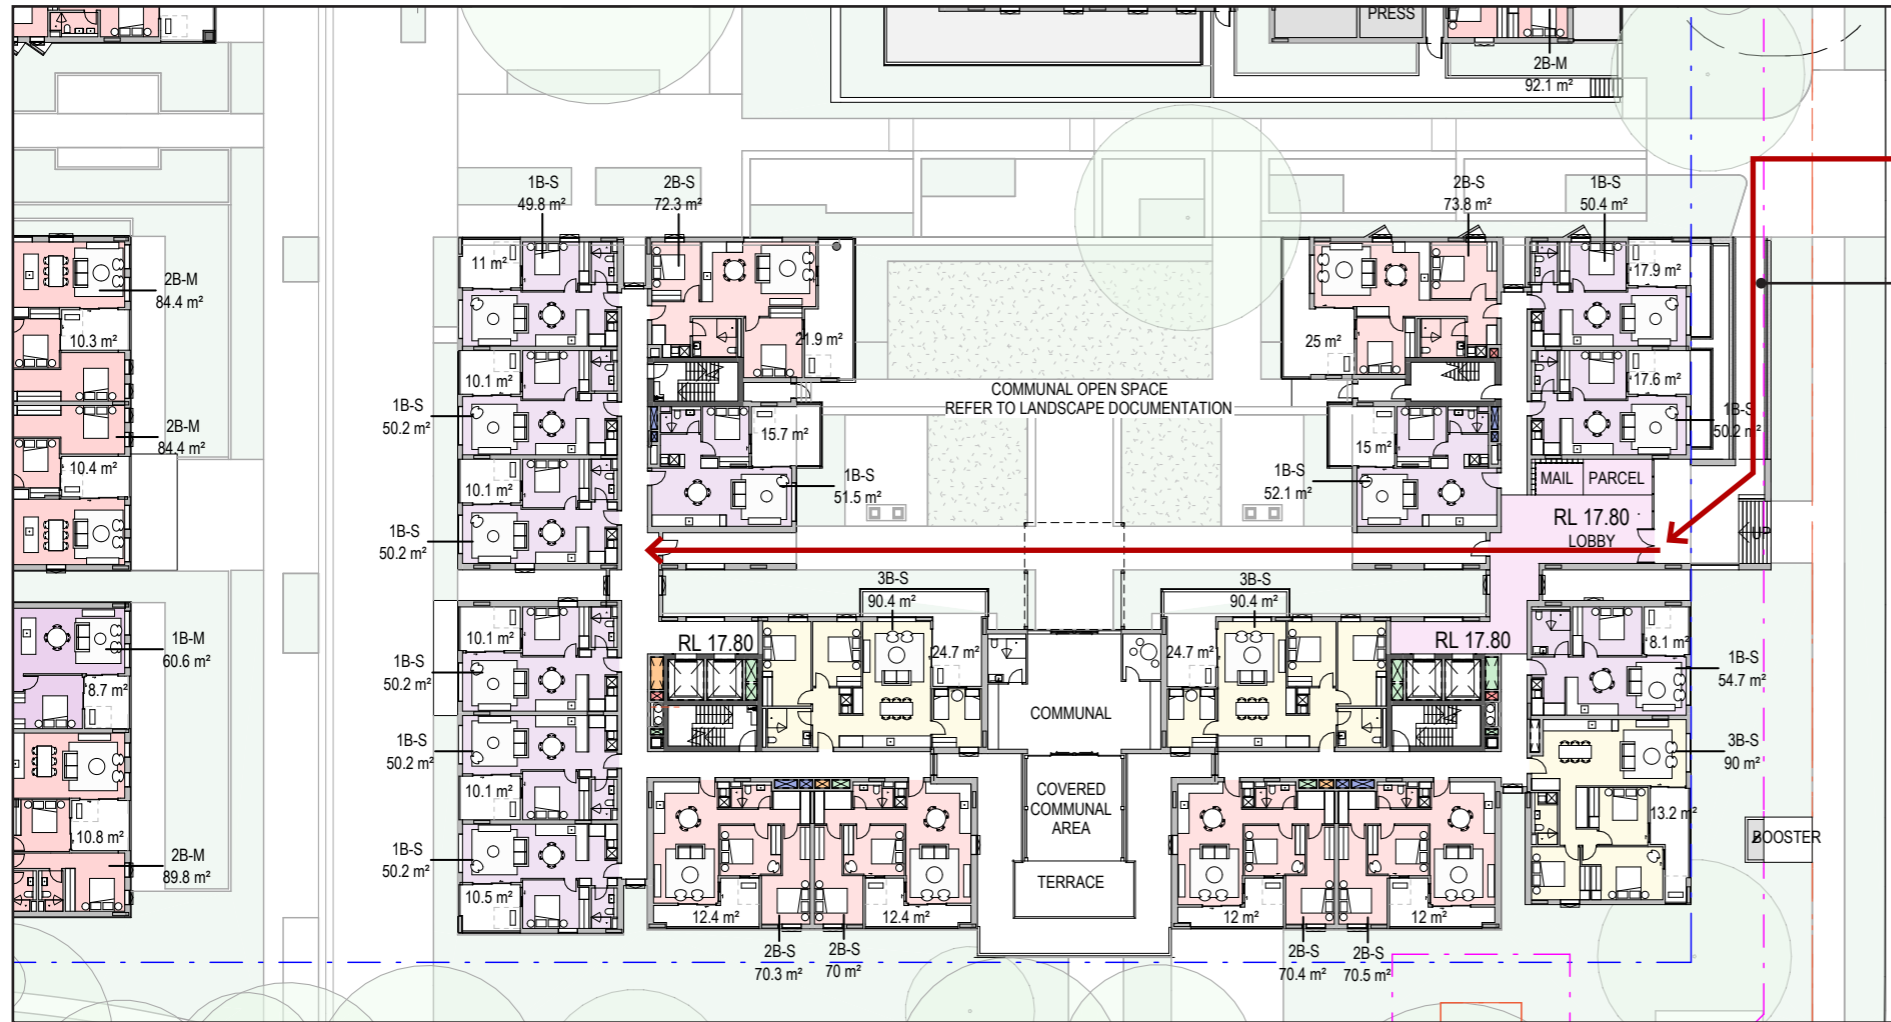 PRESS
2B-M
92.1 m²
1B-S
49.8 m²
2B-S
72.3 m²
2B-S
73.8 m²
1B-S
50.4 m²
11 m²
17.9 m²
2B-M
84.4 m²
10.3 m²
21.9 m²
25 m²
10.1 m²
17.6 m²
COMMUNAL OPEN SPACE
REFER TO LANDSCAPE DOCUMENTATION
1B-S
50.2 m²
1B-S
50.2 m²
2B-M
84.4 m²
15.7 m²
15 m²
10.4 m²
10.1 m²
1B-S
51.5 m²
1B-S
52.1 m²
MAIL
PARCEL
1B-S
50.2 m²
RL 17.80
LOBBY
UP
3B-S
90.4 m²
3B-S
90.4 m²
1B-M
60.6 m²
10.1 m²
RL 17.80
24.7 m²
24.7 m²
RL 17.80
8.1 m²
1B-S
50.2 m²
1B-S
54.7 m²
8.7 m²
COMMUNAL
1B-S
50.2 m²
3B-S
90 m²
10.1 m²
COVERED
COMMUNAL
AREA
13.2 m²
10.8 m²
BOOSTER
2B-M
89.8 m²
1B-S
50.2 m²
TERRACE
10.5 m²
12.4 m²
12.4 m²
12 m²
12 m²
2B-S
70.3 m²
2B-S
70 m²
2B-S
70.4 m²
2B-S
70.5 m²